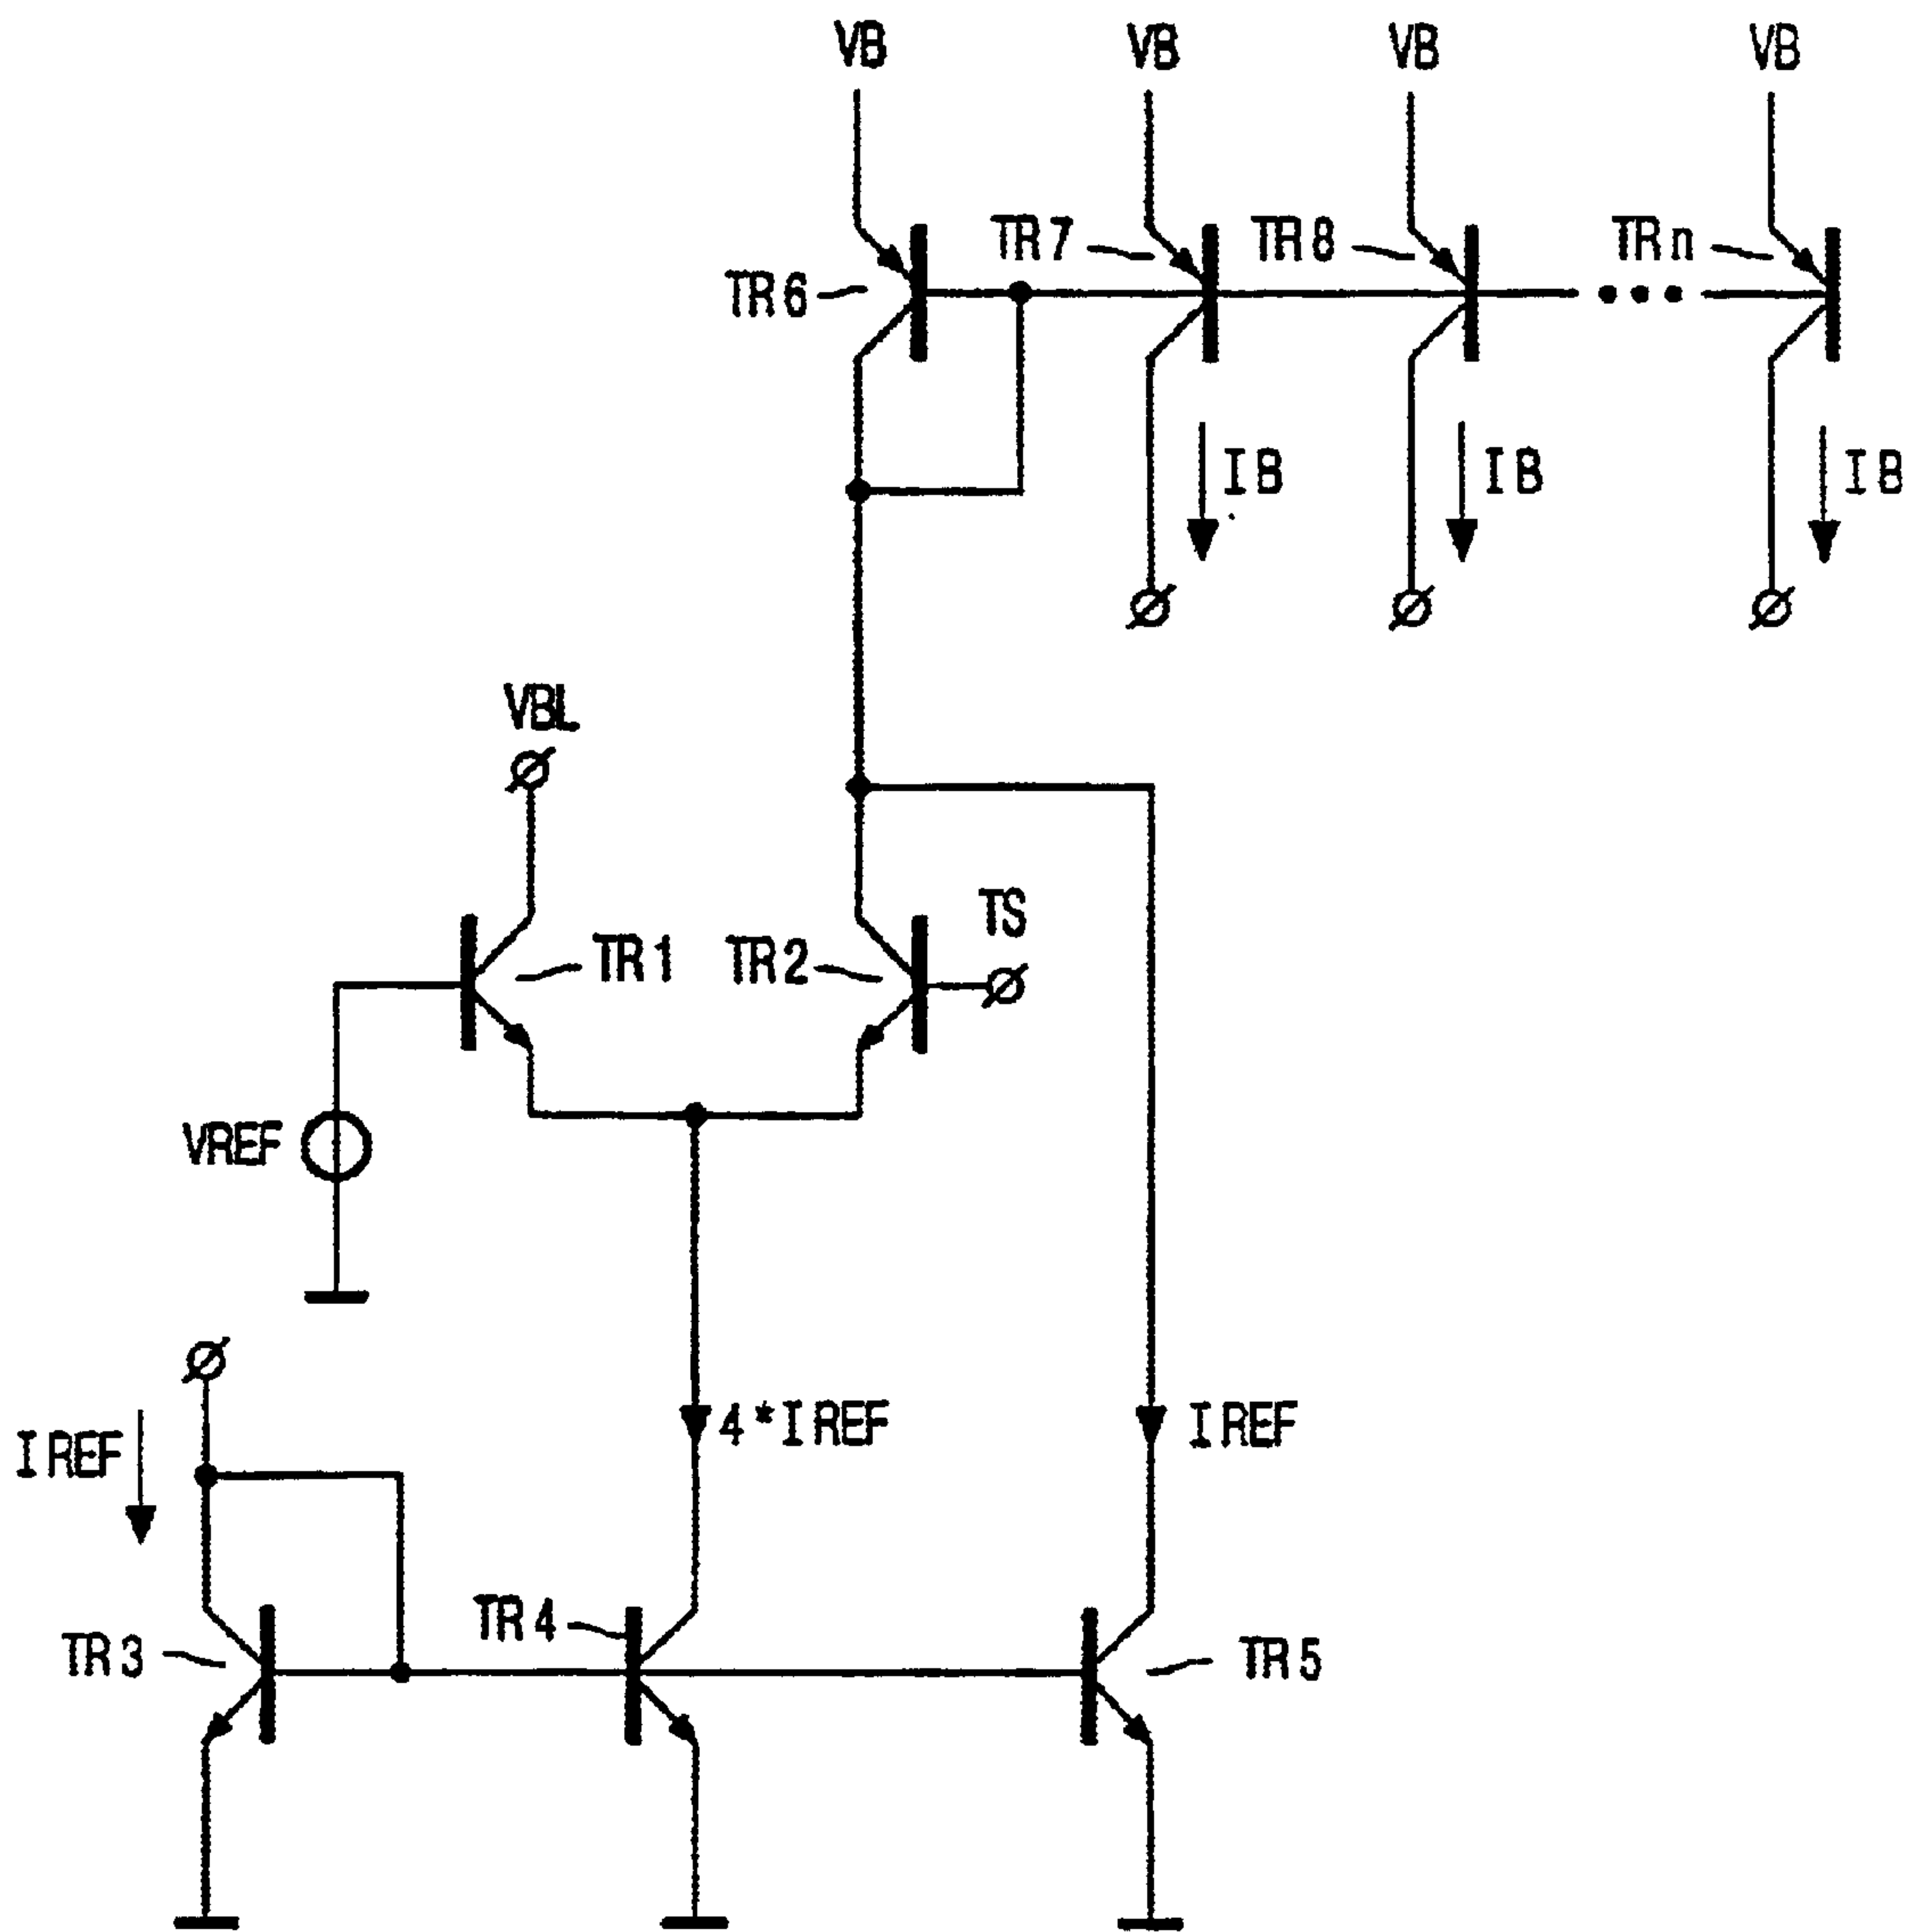 VB VB VB VB
TR7 TR8 TRn
TR6
IB IB IB
VBL
TS
TR1 TR2
VREF
4*IREF IREF
IREF
TR4
TR3 TR5